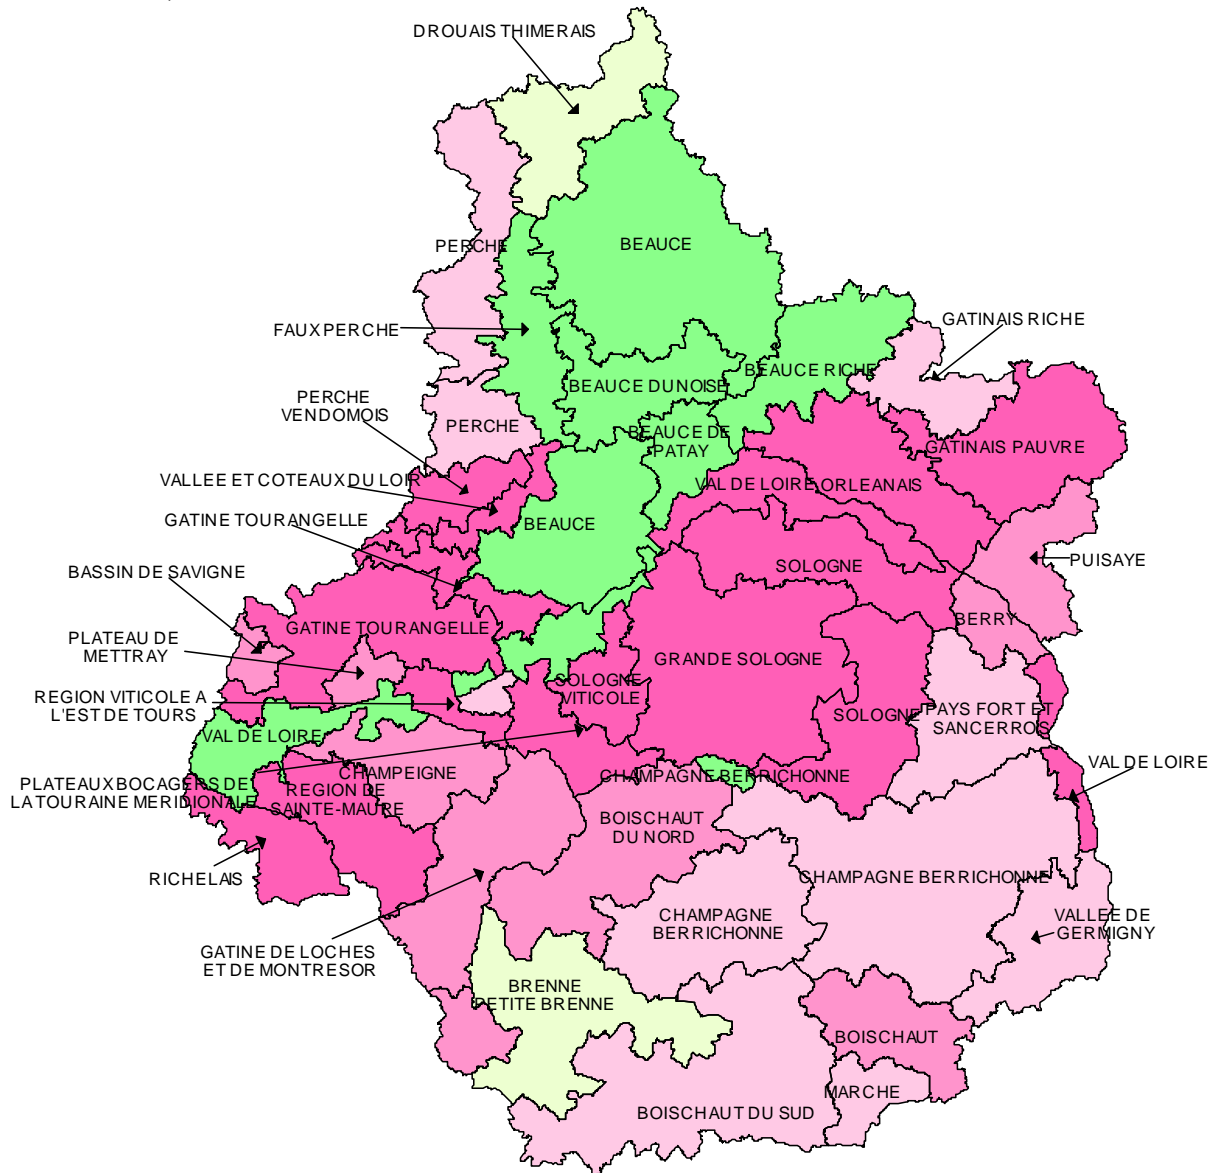 DROUAIS THIMERAIS
PERCHE
BEAUCE
FAUX PERCHE
GATINAIS RICHE
BEAUCE RICHE
BEAUCE DUNOISE
PERCHE
VENDOMOIS
PERCHE
BEAUCE DE
PATAY
GATINAIS PAUVRE
VALLEE ET COTEAUX DU LOIR
VAL DE LOIRE
ORLEANAIS
GATINE TOURANGELLE
BEAUCE
BASSIN DE SAVIGNE
SOLOGNE
PUISAYE
PLATEAU DE
METTRAY
GATINE TOURANGELLE
BERRY
GRANDE SOLOGNE
REGION VITICOLE A
L'EST DE TOURS
SOLOGNE
VITICOLE
SOLOGNE
PAYS FORT ET
SANCERROS
VAL DE LOIRE
VAL DE LOIRE
PLATEAUX BOCAGERS DE
LA TOURAINE MERIDIONALE
CHAMPEIGNE
REGION DE
SAINTE-MAURE
CHAMPAGNE BERRICHONNE
BOISCHAUT
DU NORD
RICHELAIS
CHAMPAGNE BERRICHONNE
CHAMPAGNE
BERRICHONNE
VALLEE DE
GERMIGNY
GATINE DE LOCHES
ET DE MONTRESOR
BRENNE
PETITE BRENNE
BOISCHAUT
MARCHE
BOISCHAUT DU SUD